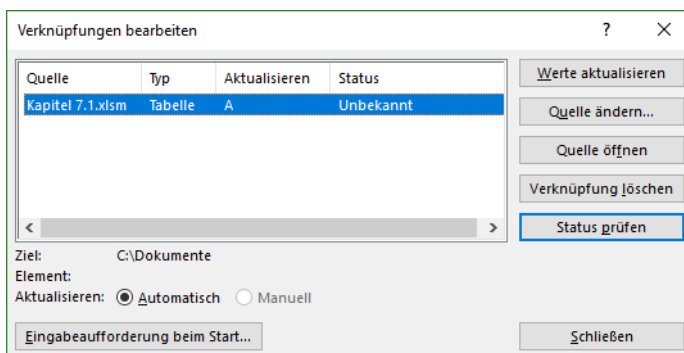 Verknüpfungen bearbeiten ? ×
Quelle Typ Aktualisieren Status
Kapitel 7.1.xlsm Tabelle A Unbekannt
Werte aktualisieren
Quelle ändern...
Quelle öffnen
Verknüpfung löschen
Status prüfen
Ziel: C:\Dokumente
Element:
Aktualisieren: Automatisch Manuell
Eingabeaufforderung beim Start... Schließen